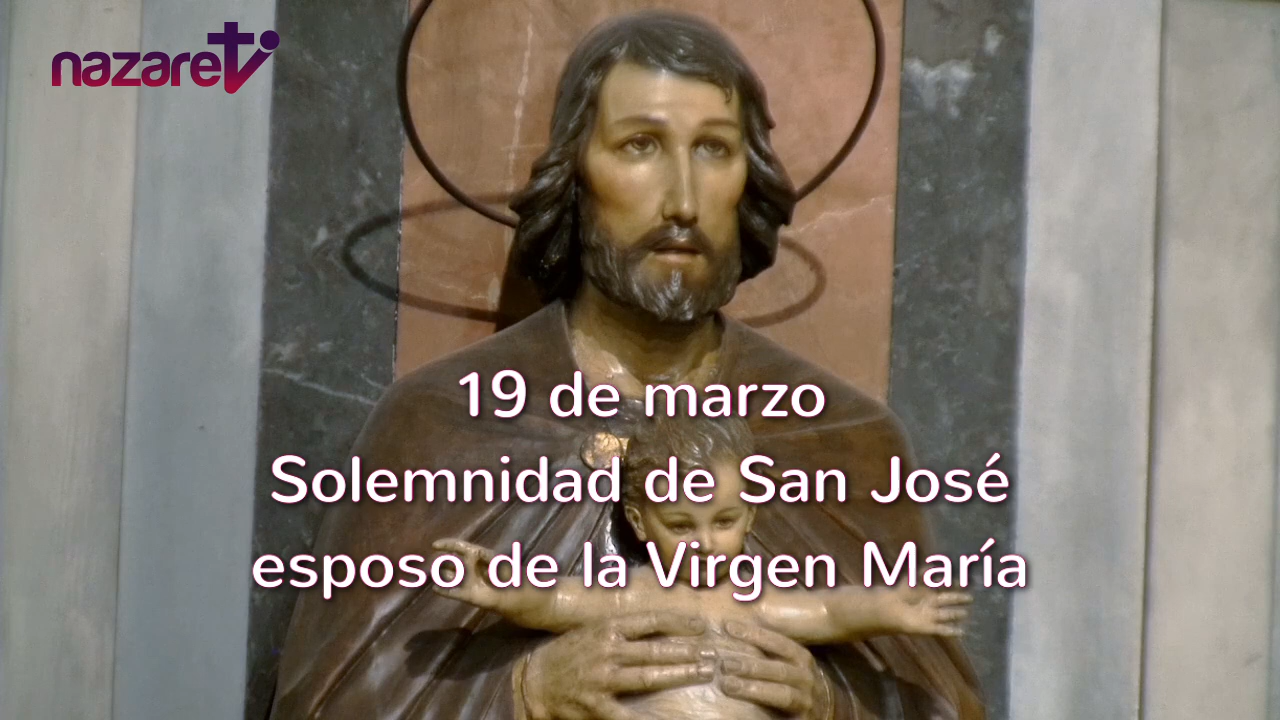 nazaretv
19 de marzo
Solemnidad de San José
esposo de la Virgen María